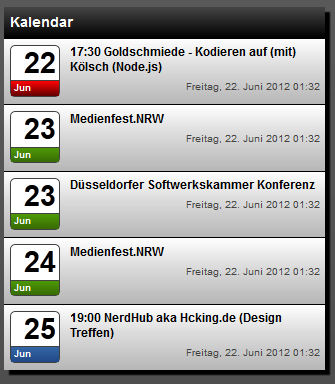 Kalendar
22
Jun
17:30 Goldschmiede - Kodieren auf (mit)
Kölsch (Node.js)
Freitag, 22. Juni 2012 01:32
23
Jun
Medienfest.NRW
Freitag, 22. Juni 2012 01:32
23
Jun
Düsseldorfer Softwerkskammer Konferenz
Freitag, 22. Juni 2012 01:32
24
Jun
Medienfest.NRW
Freitag, 22. Juni 2012 01:32
25
Jun
19:00 NerdHub aka Hcking.de (Design
Treffen)
Freitag, 22. Juni 2012 01:32